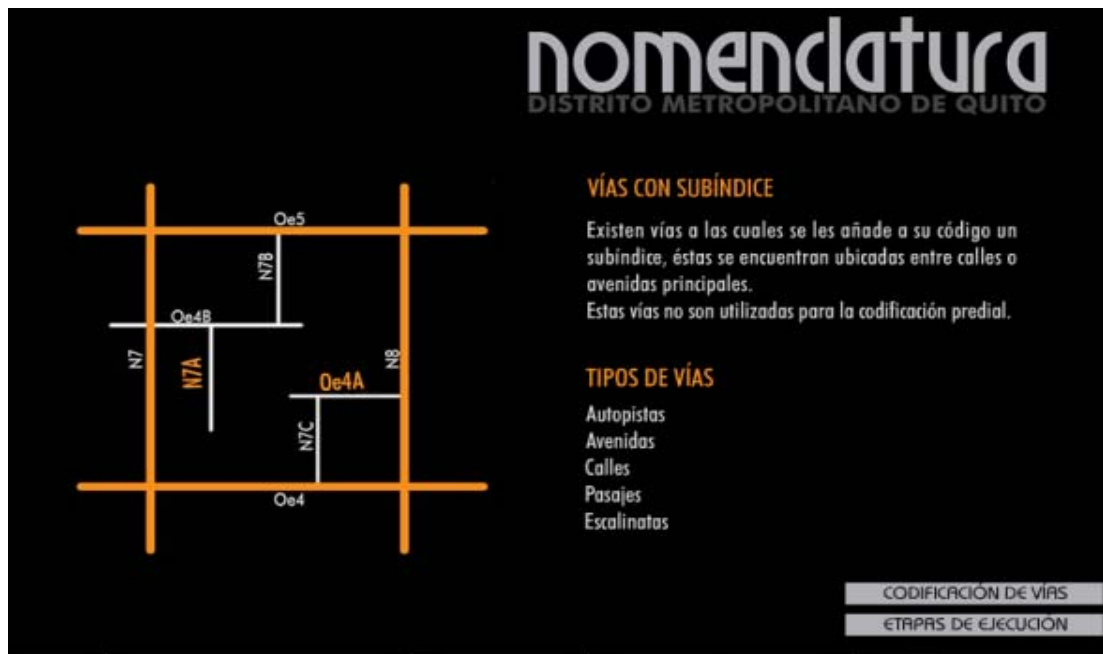 nomenclatura
DISTRITO METROPOLITANO DE QUITO
Oe5
N7B
Oe4B
N7
N7A
N8
Oe4A
N7C
Oe4
VÍAS CON SUBÍNDICE
Existen vías a las cuales se les añade a su código un
subíndice, éstas se encuentran ubicadas entre calles o
avenidas principales.
Estas vías no son utilizadas para la codificación predial.
TIPOS DE VÍAS
Autopistas
Avenidas
Calles
Pasajes
Escalinatas
CODIFICACIÓN DE VÍAS
ETAPAS DE EJECUCIÓN